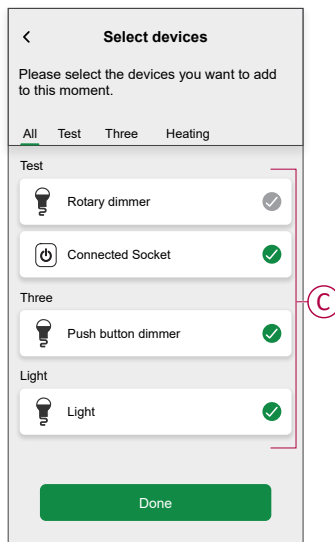 Select devices
Please select the devices you want to add
to this moment.
All Test Three Heating
Test
Rotary dimmer
Connected Socket
Three
Push button dimmer
Light
Light
Done
C